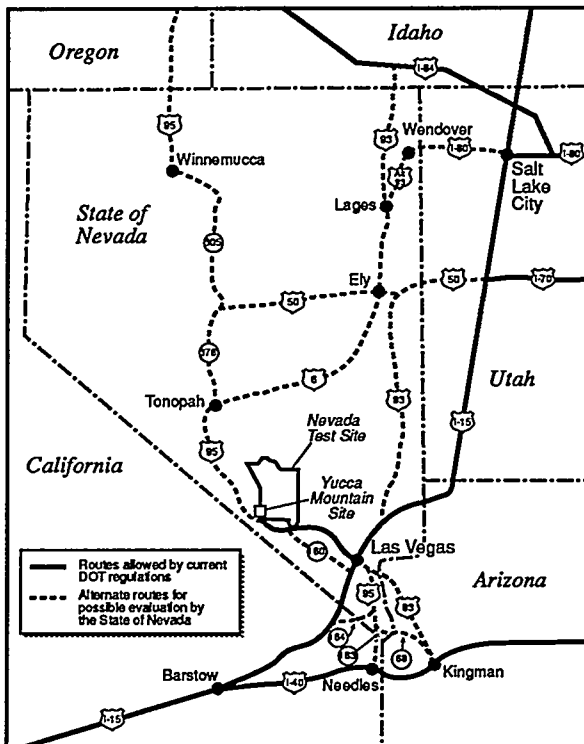 Oregon
Idaho
I-84
95
93
Wendover
I-80
I-80
Winnemucca
Salt
Lake
City
Lages
State of
Nevada
305
Ely
50
50
I-70
376
6
Utah
Tonopah
93
I-15
Nevada
Test Site
95
California
Yucca
Mountain
Site
160
Las Vegas
Routes allowed by current
DOT regulations
Alternate routes for
possible evaluation by
the State of Nevada
Arizona
95
93
164
163
68
Barstow
I-40
Needles
Kingman
I-15